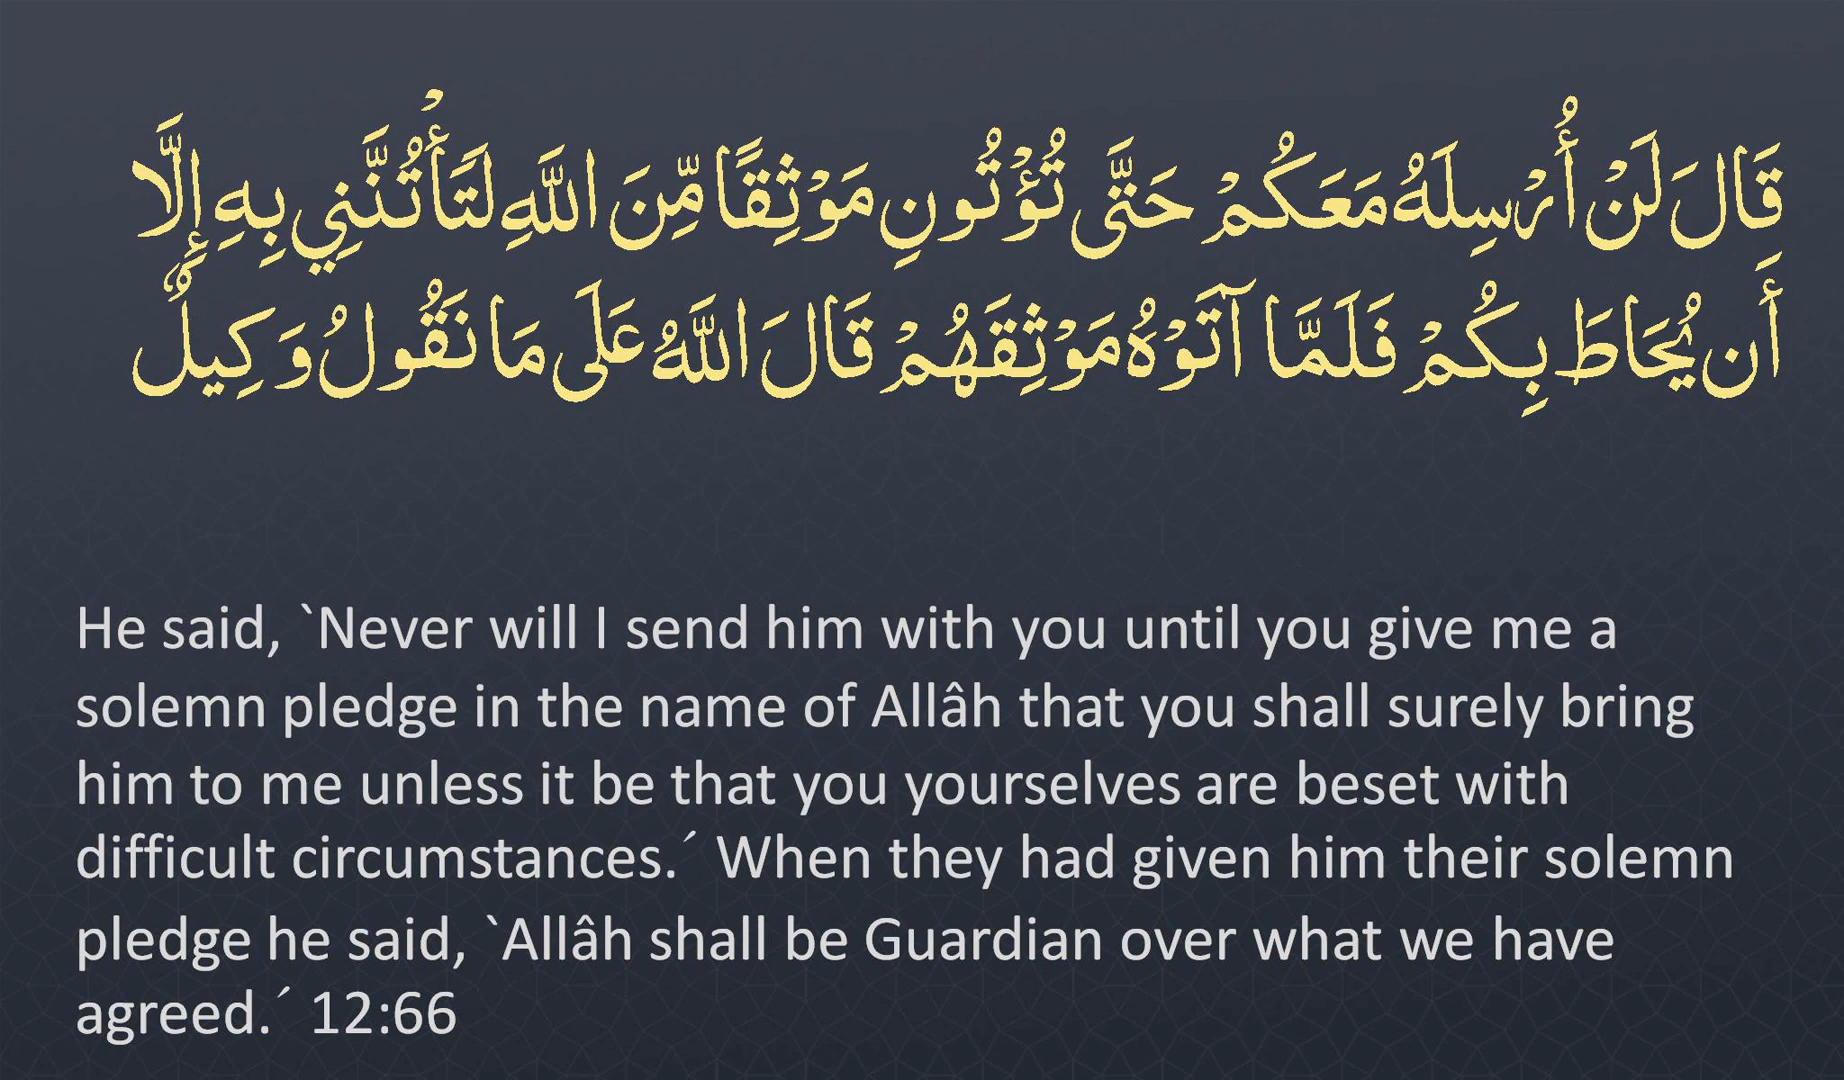 قَالَ لَنْ أُرْسِلَهُ مَعَكُمْ حَتَّى تُؤْتُونِ مَوْثِقًا مِّنَ اللَّهِ لَتَأْتُنَّنِي بِهِ إِلَّا
أَن يُحَاطَ بِكُمْ فَلَمَّا آتَوْهُ مَوْثِقَهُمْ قَالَ اللَّهُ عَلَى مَا نَقُولُ وَكِيلٌ
He said, `Never will I send him with you until you give me a
solemn pledge in the name of Allâh that you shall surely bring
him to me unless it be that you yourselves are beset with
difficult circumstances.´ When they had given him their solemn
pledge he said, `Allâh shall be Guardian over what we have
agreed.´ 12:66